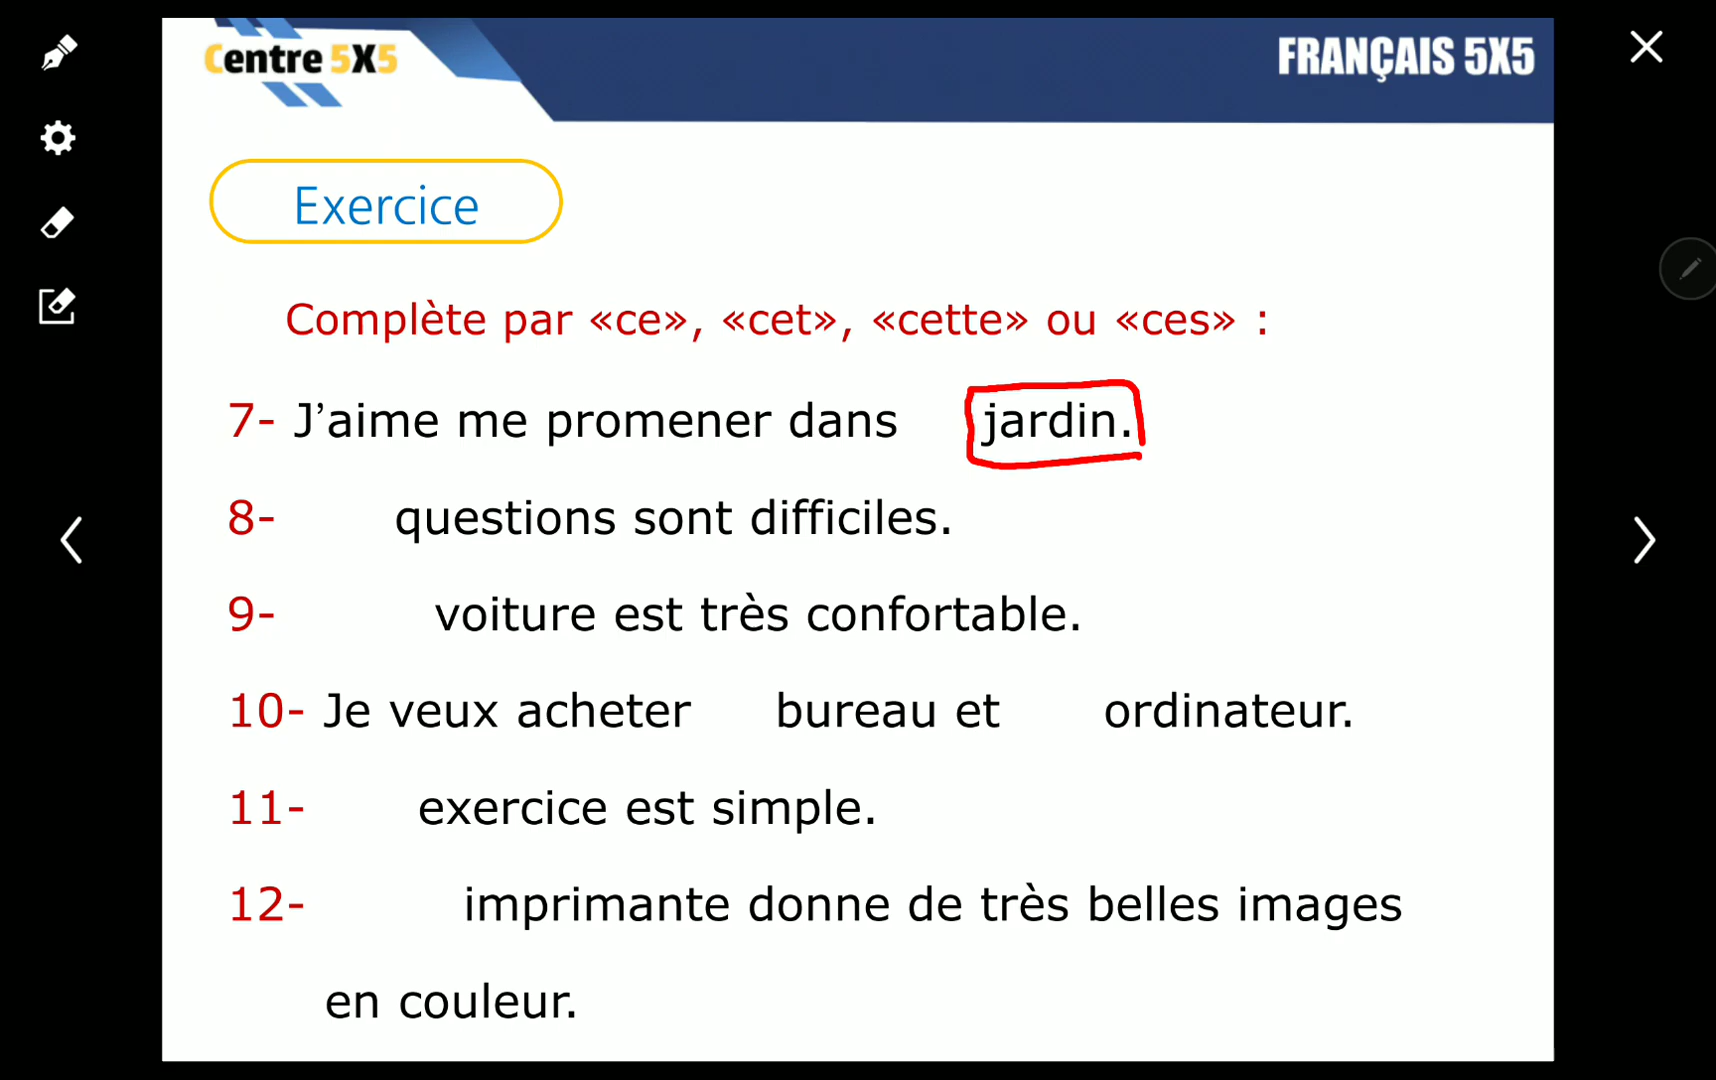 Centre 5X5
FRANÇAIS 5X5
Exercice
Complète par «ce», «cet», «cette» ou «ces» :
7- J’aime me promener dans jardin.
8- questions sont difficiles.
9- voiture est très confortable.
10- Je veux acheter bureau et ordinateur.
11- exercice est simple.
12- imprimante donne de très belles images
en couleur.